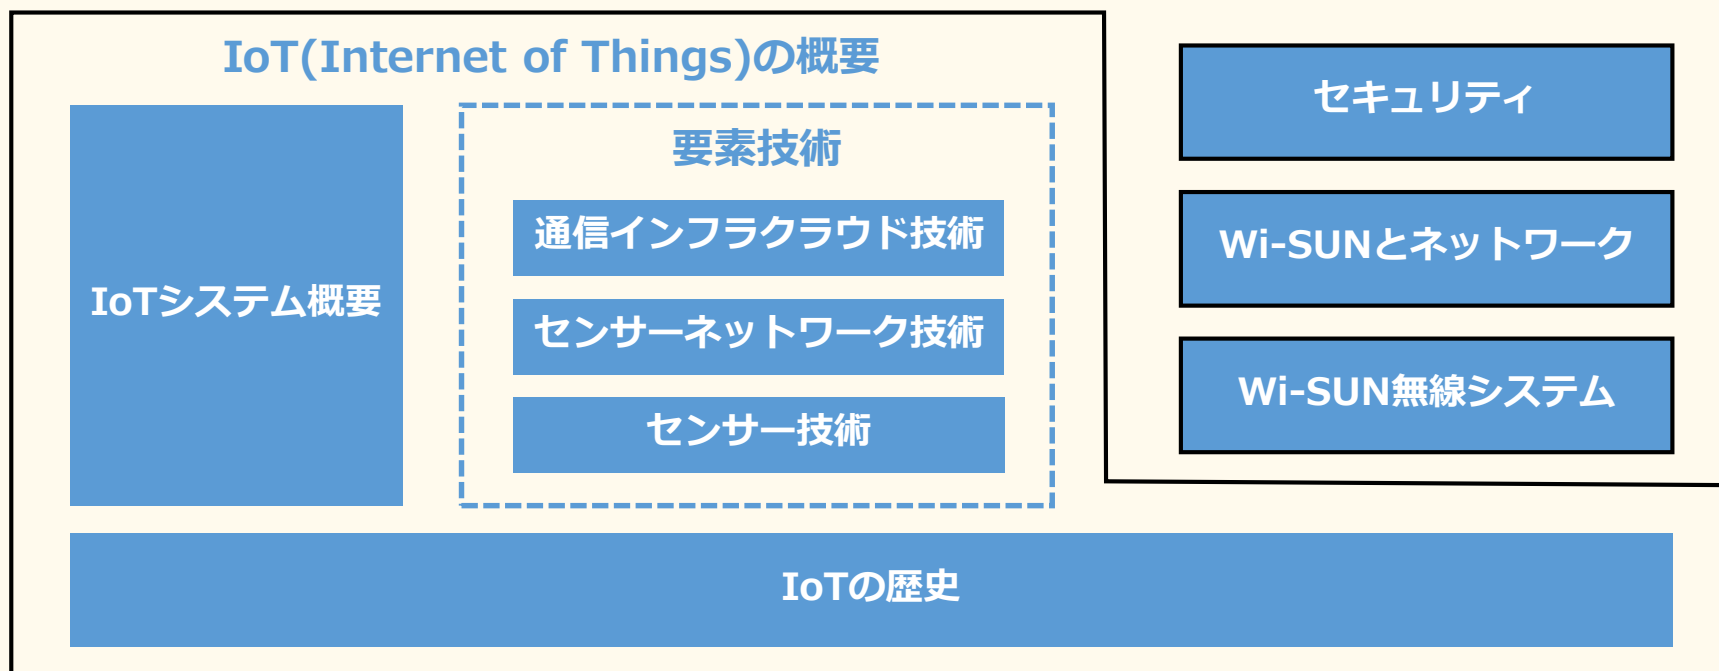 IoT(Internet of Things)の概要
IoTシステム概要
要素技術
通信インフラクラウド技術
センサーネットワーク技術
センサー技術
セキュリティ
Wi-SUNとネットワーク
Wi-SUN無線システム
IoTの歴史